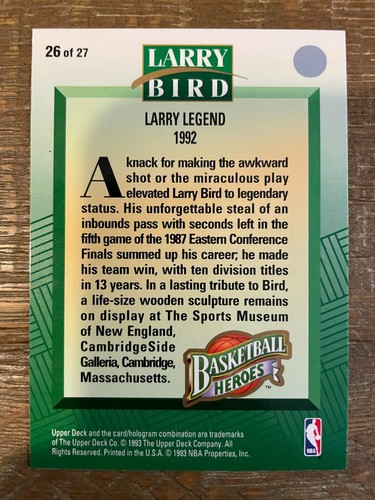 26 of 27
LARRY
BIRD
LARRY LEGEND
1992
A knack for making the awkward
shot or the miraculous play
elevated Larry Bird to legendary
status. His unforgettable steal of an
inbounds pass with seconds left in the
fifth game of the 1987 Eastern Conference
Finals summed up his career; he made
his team win, with ten division titles
in 13 years. In a lasting tribute to Bird,
a life-size wooden sculpture remains
on display at The Sports Museum
of New England,
CambridgeSide
Galleria, Cambridge,
Massachusetts.
BASKETBALL
HEROES™
Upper Deck and the card/hologram combination are trademarks
of The Upper Deck Co. © 1993 The Upper Deck Company. All
Rights Reserved. Printed in the U.S.A. © 1993 NBA Properties, Inc.
NBA